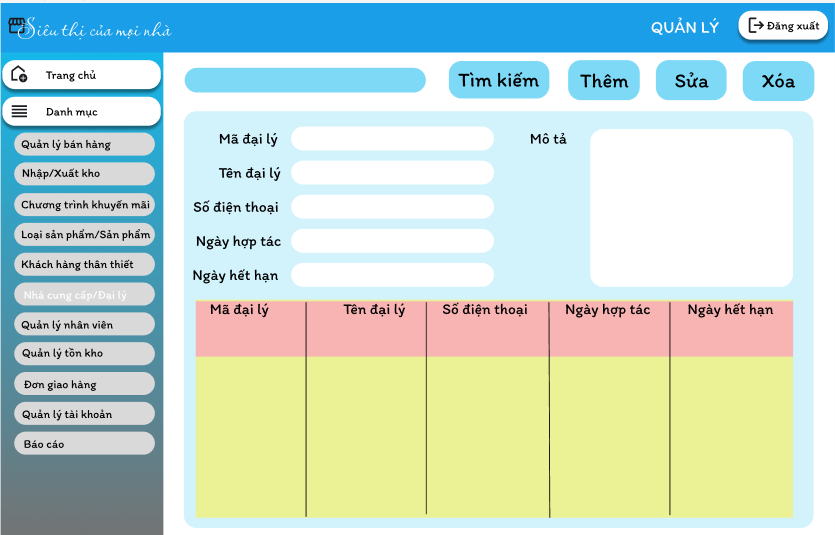 Siêu thị của mọi nhà
QUẢN LÝ
Đăng xuất
Trang chủ
Danh mục
Quản lý bán hàng
Nhập/Xuất kho
Chương trình khuyến mãi
Loại sản phẩm/Sản phẩm
Khách hàng thân thiết
Nhà cung cấp/Đại lý
Quản lý nhân viên
Quản lý tồn kho
Đơn giao hàng
Quản lý tài khoản
Báo cáo
Tìm kiếm
Thêm
Sửa
Xóa
Mã đại lý
Mô tả
Tên đại lý
Số điện thoại
Ngày hợp tác
Ngày hết hạn
Mã đại lý Tên đại lý Số điện thoại Ngày hợp tác Ngày hết hạn